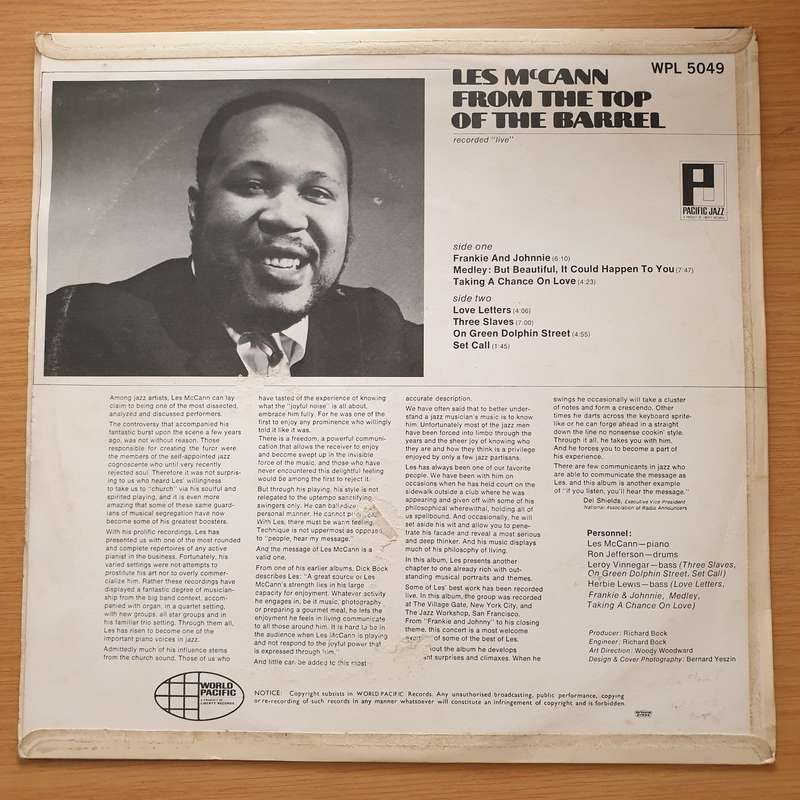 LES McCANN
FROM THE TOP
OF THE BARREL
WPL 5049
recorded "live"
PACIFIC JAZZ
A PRODUCT OF LIBERTY RECORDS
side one
Frankie And Johnnie (6:10)
Medley: But Beautiful, It Could Happen To You (7:47)
Taking A Chance On Love (4:23)
side two
Love Letters (4:06)
Three Slaves (7:00)
On Green Dolphin Street (4:55)
Set Call (1:45)
Among jazz artists, Les McCann can lay
claim to being one of the most dissected,
analyzed and discussed performers.
The controversy that accompanied his
fantastic burst upon the scene a few years
ago, was not without reason. Those
responsible for creating the furor were
the members of the self-appointed jazz
cognoscente who until very recently
rejected soul. Therefore it was not surpris-
ing to us who heard Les' willingness
to take us to "church" via his soulful and
spirited playing, and it is even more
amazing that some of these same guard-
ians of musical segregation have now
become some of his greatest boosters.
With his prolific recordings, Les has
presented us with one of the most rounded
and complete repertoires of any active
pianist in the business. Fortunately, his
varied settings were not attempts to
prostitute his art nor to overly commer-
cialize him. Rather these recordings have
displayed a fantastic degree of musician-
ship from the big band context, accom-
panied with organ, in a quartet setting,
with new groups, all star groups and in
his familiar trio setting. Through them all,
Les has risen to become one of the
important piano voices in jazz.
Admittedly much of his influence stems
from the church sound. Those of us who
have tasted of the experience of knowing
what the "joyful noise" is all about,
embrace him fully. For he was one of the
first to enjoy any prominence who willingly
told it like it was.
There is a freedom; a powerful communi-
cation that allows the receiver to enjoy
and become swept up in the invisible
force of the music, and those who have
never encountered this delightful feeling
would be among the first to reject it.
But through his playing, his style is not
relegated to the uptempo sanctifying
swingers only. He can balladize
personal manner. He cannot
With Les, there must be warm feeling.
Technique is not uppermost as opposed
to "people, hear my message."
And the message of Les McCann is a
valid one.
From one of his earlier albums, Dick Bock
describes Les: "A great source of Les
McCann's strength lies in his large
capacity for enjoyment. Whatever activity
he engages in, be it music, photography
or preparing a gourmet meal, he lets the
enjoyment he feels in living communicate
to all those around him. It is hard to be in
the audience when Les McCann is playing
and not respond to the joyful power that
is expressed through him."
And little can be added to this most
accurate description.
We have often said that to better under-
stand a jazz musician's music is to know
him. Unfortunately most of the jazz men
have been forced into limbo through the
years and the sheer joy of knowing who
they are and how they think is a privilege
enjoyed by only a few jazz partisans.
Les has always been one of our favorite
people. We have been with him on
occasions when he has held court on the
sidewalk outside a club where he was
appearing and given off with some of his
philosophical wherewithal, holding all of
us spellbound. And occasionally, he will
set aside his wit and allow you to pene-
trate his facade and reveal a most serious
and deep thinker. And his music displays
much of his philosophy of living.
In this album, Les presents another
chapter to one already rich with out-
standing musical portraits and themes.
Some of Les' best work has been recorded
live. In this album, the group was recorded
at The Village Gate, New York City, and
The Jazz Workshop, San Francisco.
From "Frankie and Johnny" to his closing
theme, this concert is a most welcome
of some of the best of Les.
out the album he develops
surprises and climaxes. When he
swings he occasionally will take a cluster
of notes and form a crescendo. Other
times he darts across the keyboard sprite-
like or he can forge ahead in a straight
down the line no nonsense cookin' style.
Through it all, he takes you with him.
And he forces you to become a part of
his experience.
There are few communicants in jazz who
are able to communicate the message as
Les, and this album is another example
of "if you listen, you'll hear the message."
Del Shields, Executive Vice President
National Association of Radio Announcers
Personnel:
Les McCann—piano
Ron Jefferson—drums
Leroy Vinnegar—bass (Three Slaves,
On Green Dolphin Street, Set Call)
Herbie Lewis—bass (Love Letters,
Frankie & Johnnie, Medley,
Taking A Chance On Love)
Producer: Richard Bock
Engineer: Richard Bock
Art Direction: Woody Woodward
Design & Cover Photography: Bernard Yeszin
WORLD
PACIFIC
A PRODUCT OF
LIBERTY RECORDS
NOTICE: Copyright subsists in WORLD PACIFIC Records. Any unauthorised broadcasting, public performance, copying
or re-recording of such records in any manner whatsoever will constitute an infringement of copyright and is forbidden.